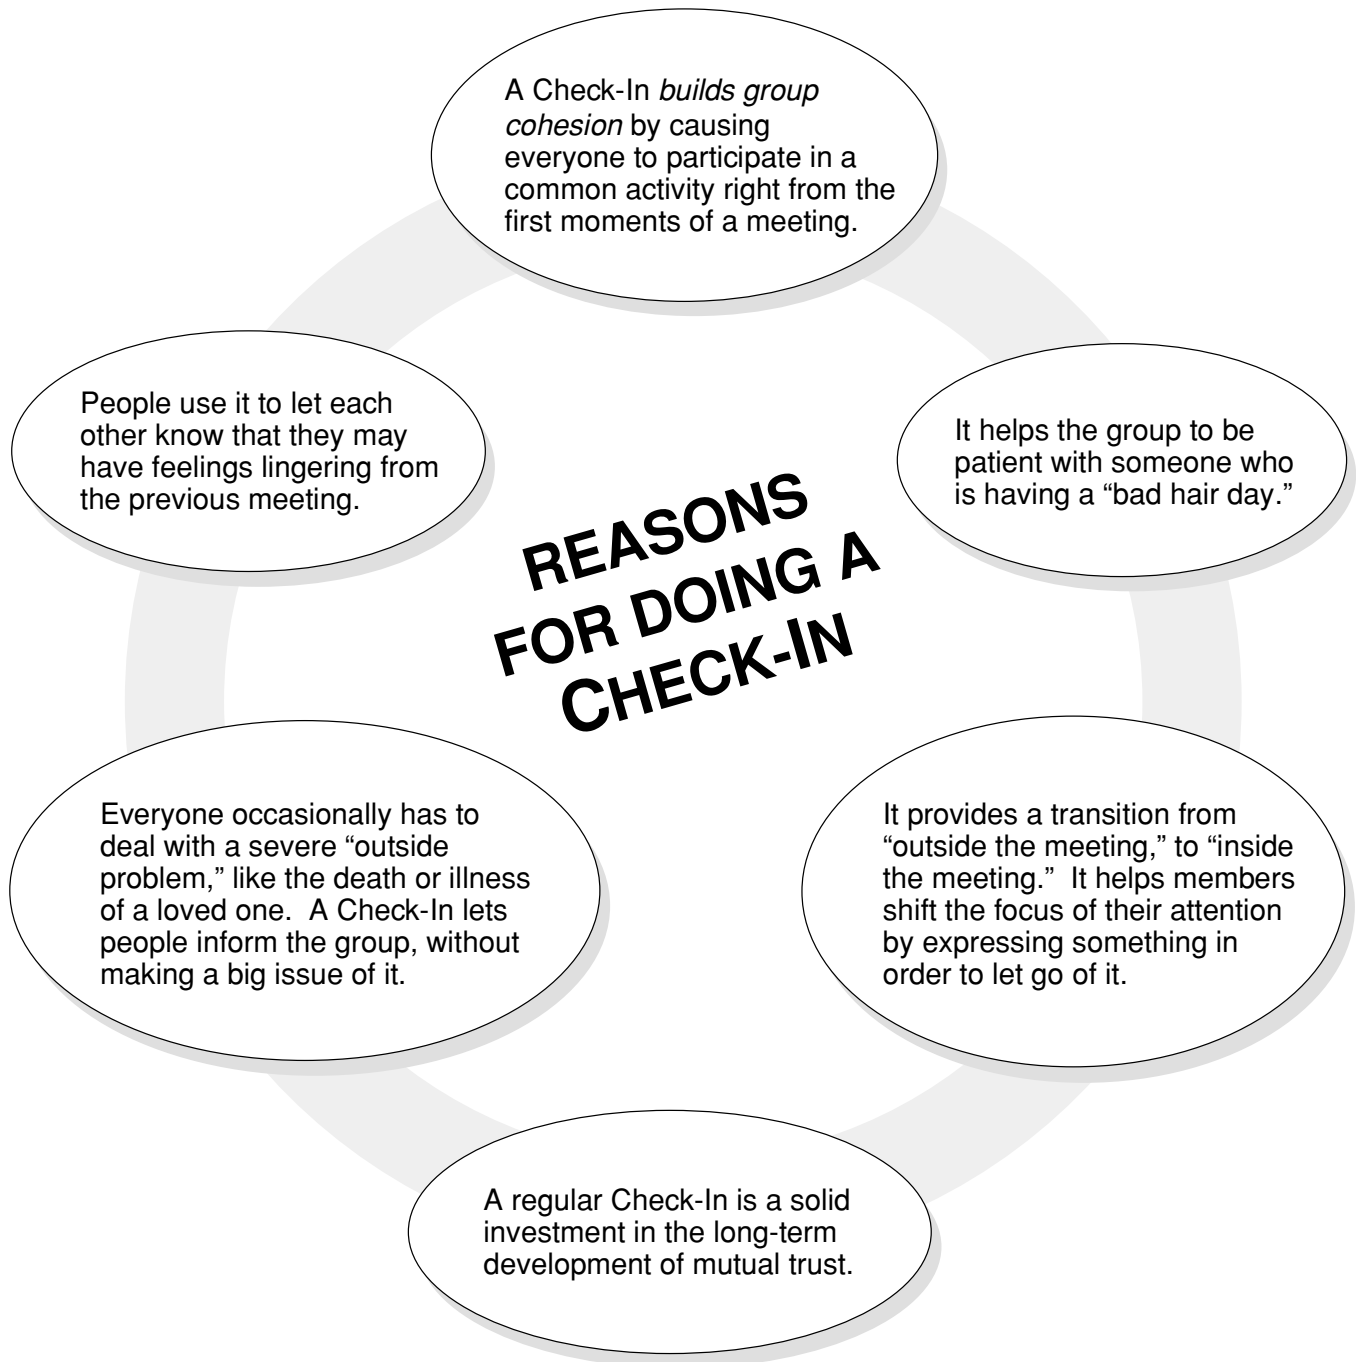 A Check-In builds group
cohesion by causing
everyone to participate in a
common activity right from the
first moments of a meeting.
People use it to let each
other know that they may
have feelings lingering from
the previous meeting.
It helps the group to be
patient with someone who
is having a “bad hair day.”
REASONS
FOR DOING A
CHECK-IN
Everyone occasionally has to
deal with a severe “outside
problem,” like the death or illness
of a loved one.  A Check-In lets
people inform the group, without
making a big issue of it.
It provides a transition from
“outside the meeting,” to “inside
the meeting.”  It helps members
shift the focus of their attention
by expressing something in
order to let go of it.
A regular Check-In is a solid
investment in the long-term
development of mutual trust.